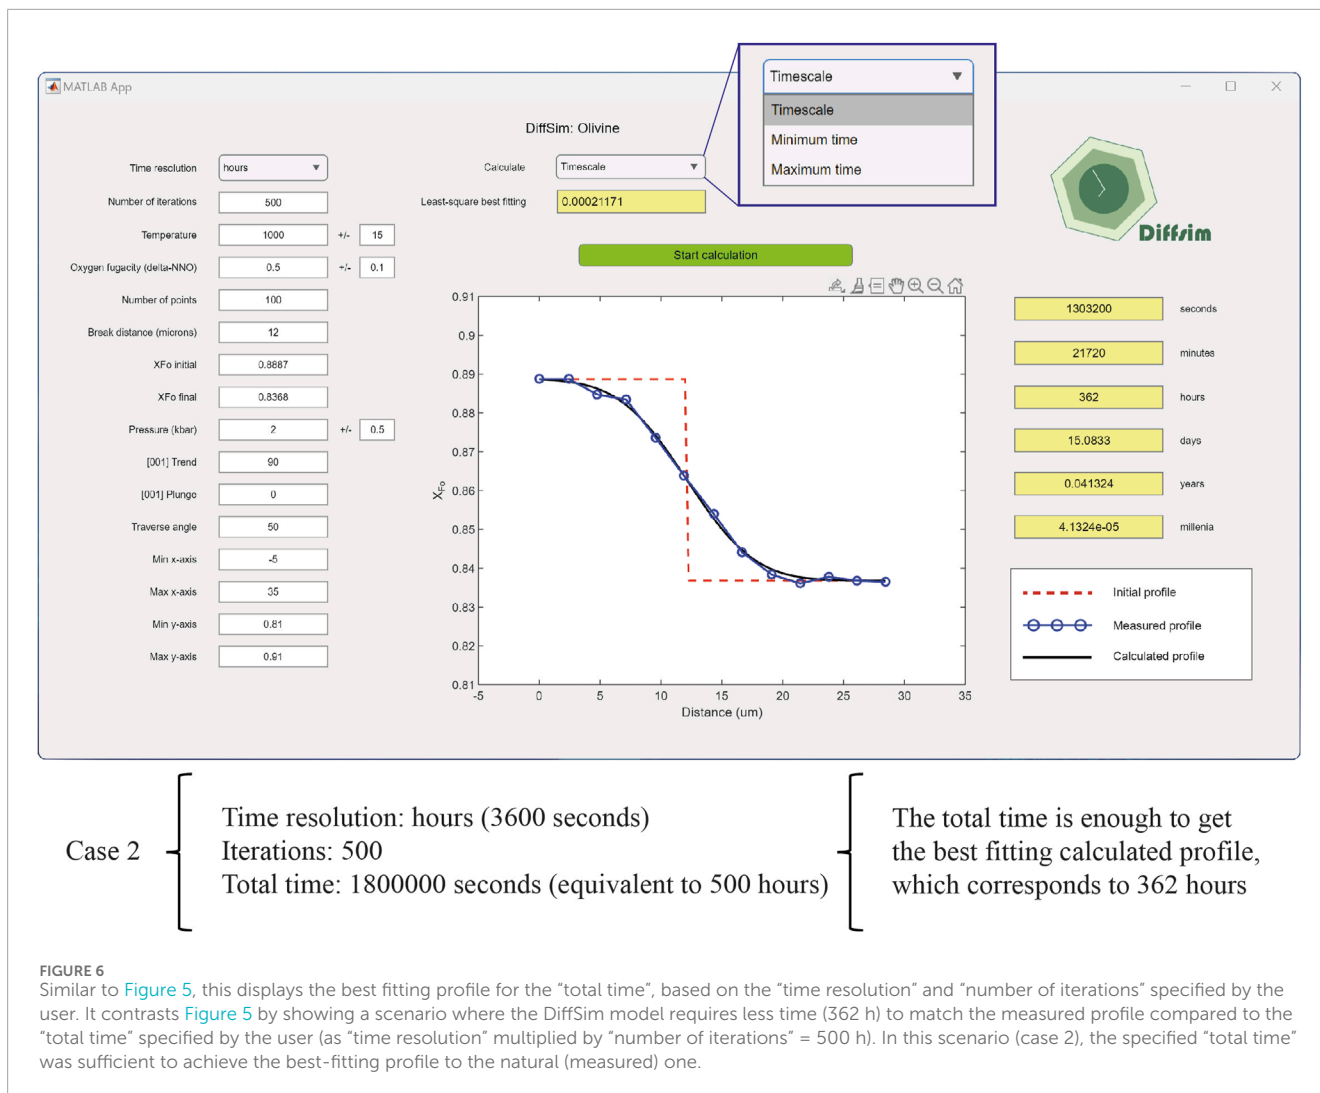 MATLAB App
DiffSim: Olivine
Time resolution hours
Number of iterations 500
Temperature 1000 +/- 15
Oxygen fugacity (delta-NNO) 0.5 +/- 0.1
Number of points 100
Break distance (microns) 12
XFo initial 0.8887
XFo final 0.8368
Pressure (kbar) 2 +/- 0.5
[001] Trend 90
[001] Plunge 0
Traverse angle 50
Min x-axis -5
Max x-axis 35
Min y-axis 0.81
Max y-axis 0.91
Calculate Timescale
Least-square best fitting 0.00021171
Start calculation
Timescale
Timescale
Minimum time
Maximum time
Diffsim
0.91
0.9
0.89
0.88
0.87
0.86
0.85
0.84
0.83
0.82
0.81
XFo
-5 0 5 10 15 20 25 30 35
Distance (um)
1303200 seconds
21720 minutes
362 hours
15.0833 days
0.041324 years
4.1324e-05 millenia
Initial profile
Measured profile
Calculated profile
Case 2
Time resolution: hours (3600 seconds)
Iterations: 500
Total time: 1800000 seconds (equivalent to 500 hours)
The total time is enough to get
the best fitting calculated profile,
which corresponds to 362 hours
FIGURE 6
Similar to Figure 5, this displays the best fitting profile for the “total time”, based on the “time resolution” and “number of iterations” specified by the
user. It contrasts Figure 5 by showing a scenario where the DiffSim model requires less time (362 h) to match the measured profile compared to the
“total time” specified by the user (as “time resolution” multiplied by “number of iterations” = 500 h). In this scenario (case 2), the specified “total time”
was sufficient to achieve the best-fitting profile to the natural (measured) one.